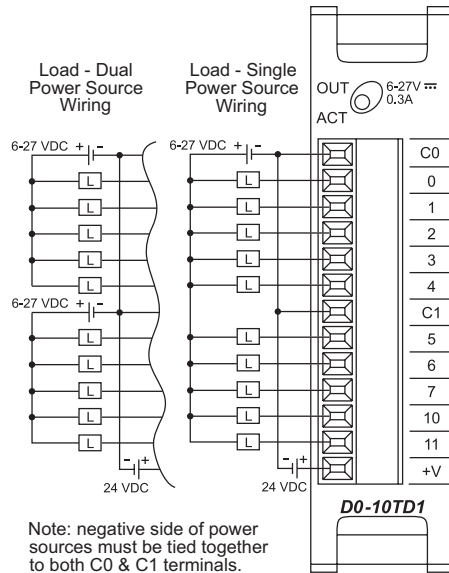 Load - Dual
Power Source
Wiring
Load - Single
Power Source
Wiring
OUT
ACT
6-27V ⎓
0.3A
6-27 VDC + -
L
L
L
L
L
6-27 VDC + -
L
L
L
L
L
- +
24 VDC
6-27 VDC + -
L
L
L
L
L
L
L
L
L
L
- +
24 VDC
C0
0
1
2
3
4
C1
5
6
7
10
11
+V
D0-10TD1
Note: negative side of power
sources must be tied together
to both C0 & C1 terminals.